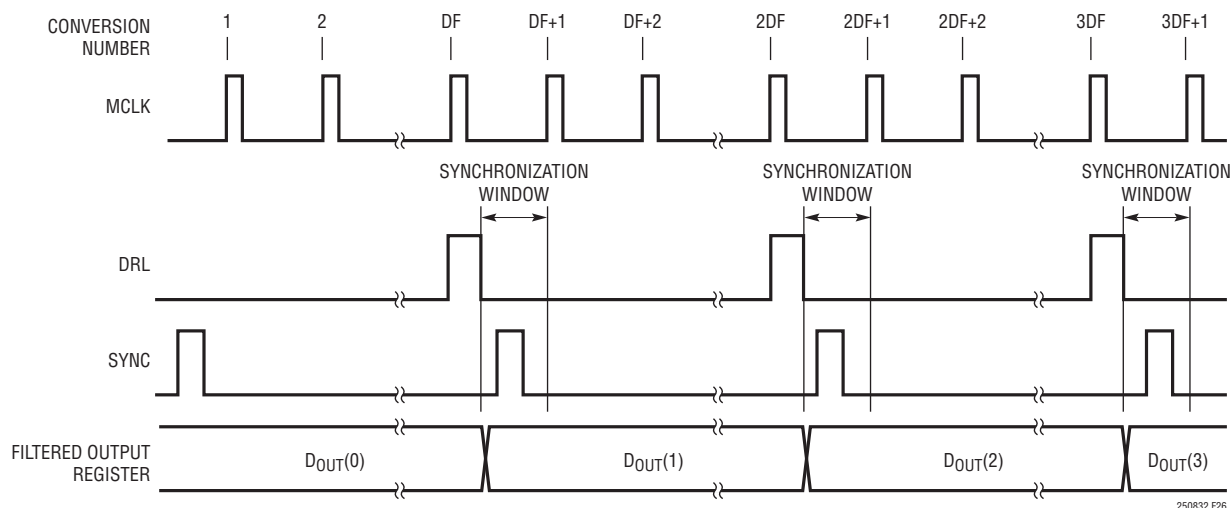 CONVERSION
NUMBER
1 2 DF DF+1 DF+2 2DF 2DF+1 2DF+2 3DF 3DF+1
MCLK
SYNCHRONIZATION
WINDOW
SYNCHRONIZATION
WINDOW
SYNCHRONIZATION
WINDOW
DRL
SYNC
FILTERED OUTPUT
REGISTER
DOUT(0) DOUT(1) DOUT(2) DOUT(3)
250832 F26